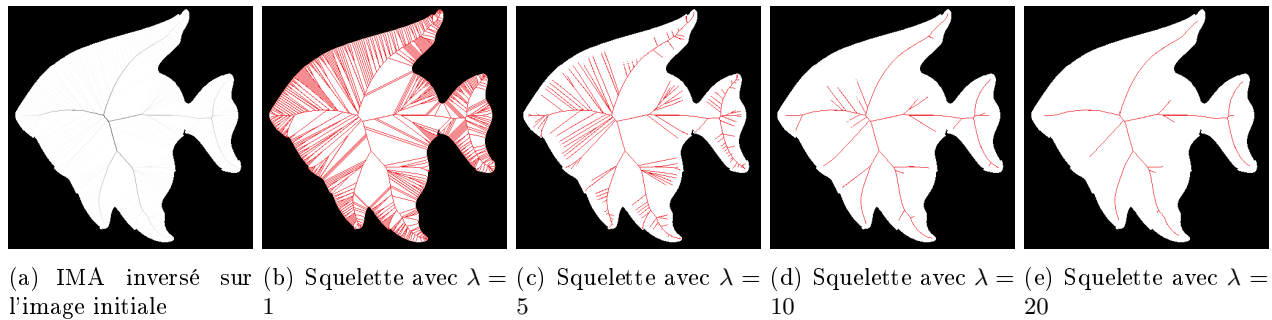 (a) IMA inversé sur
l'image initiale
(b) Squelette avec λ =
1
(c) Squelette avec λ =
5
(d) Squelette avec λ =
10
(e) Squelette avec λ =
20